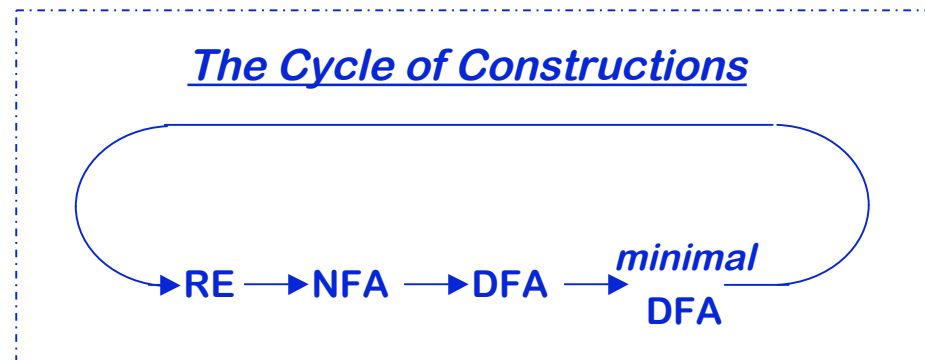 The Cycle of Constructions
RE NFA DFA minimal
DFA